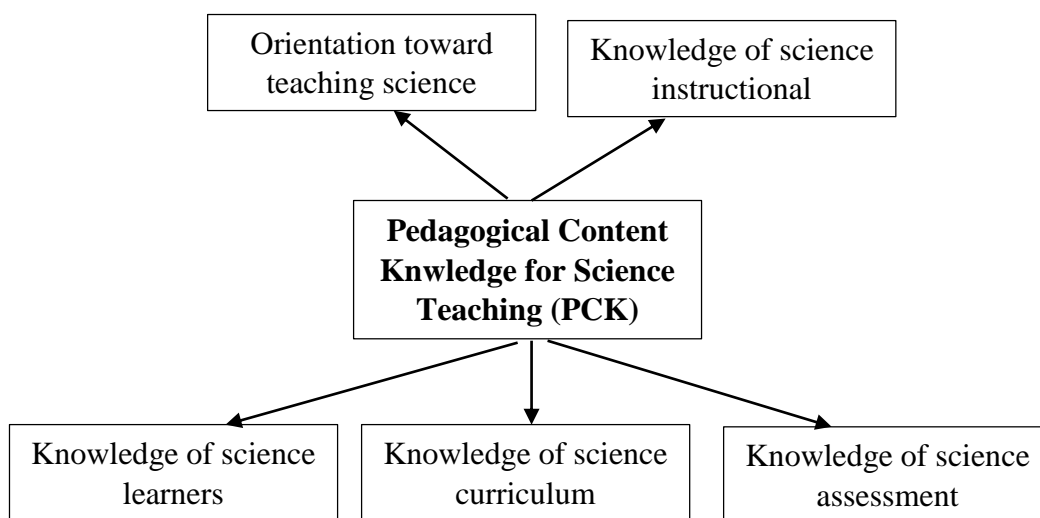 Orientation toward
teaching science
Knowledge of science
instructional
Pedagogical Content
Knwledge for Science
Teaching (PCK)
Knowledge of science
learners
Knowledge of science
curriculum
Knowledge of science
assessment